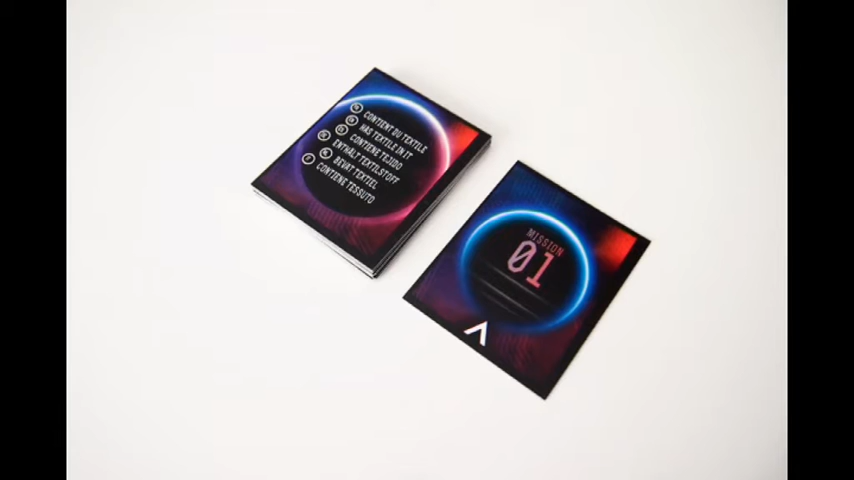 CONTIENT DU TEXTILE
HAS TEXTILE IN IT
CONTIENE TEJIDO
ENTHÄLT TEXTILSTOFF
BEVAT TEXTIEL
CONTIENE TESSUTO
MISSION
01